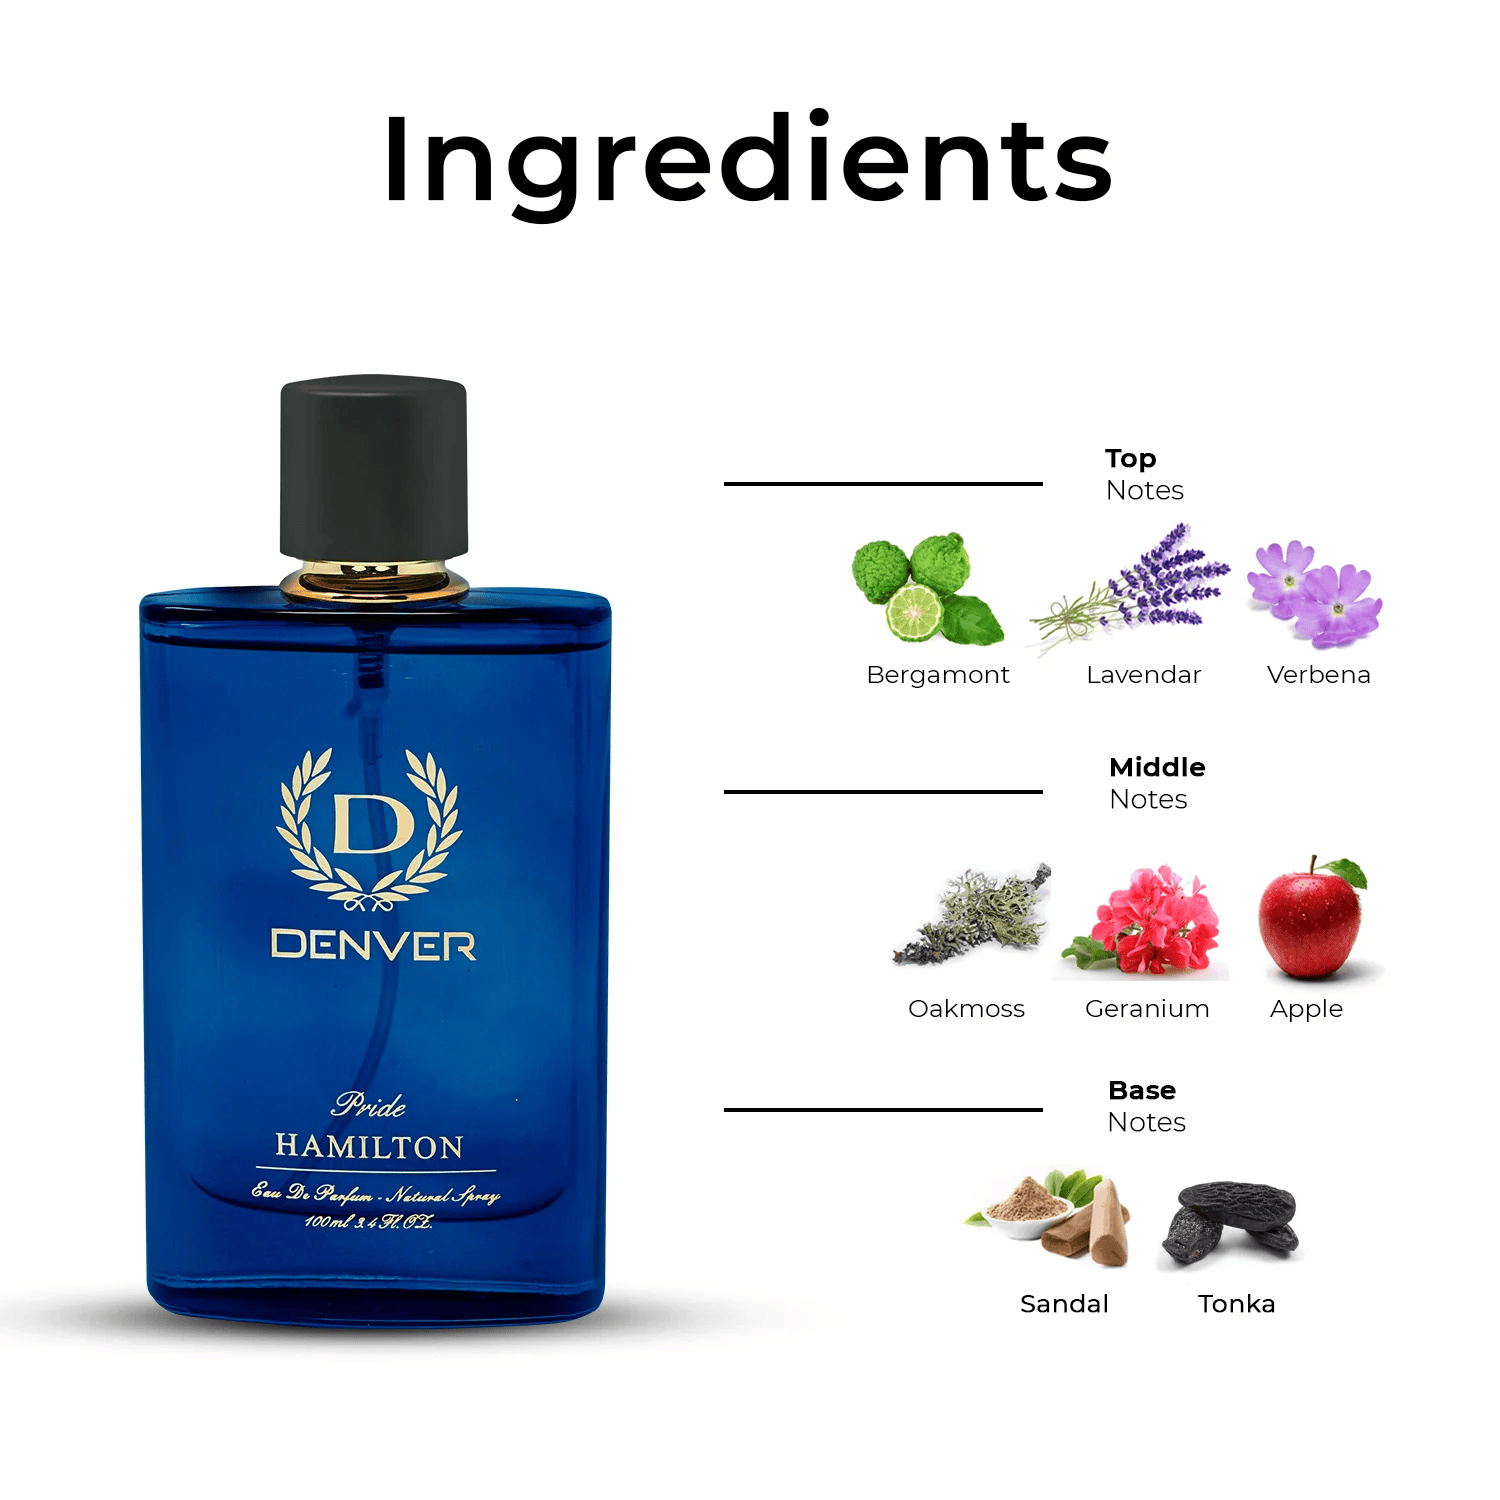 Ingredients
D
DENVER
Pride
HAMILTON
Eau De Parfum - Natural Spray
100ml 3.4 Fl. OZ.
Top
Notes
Bergamont Lavendar Verbena
Middle
Notes
Oakmoss Geranium Apple
Base
Notes
Sandal Tonka